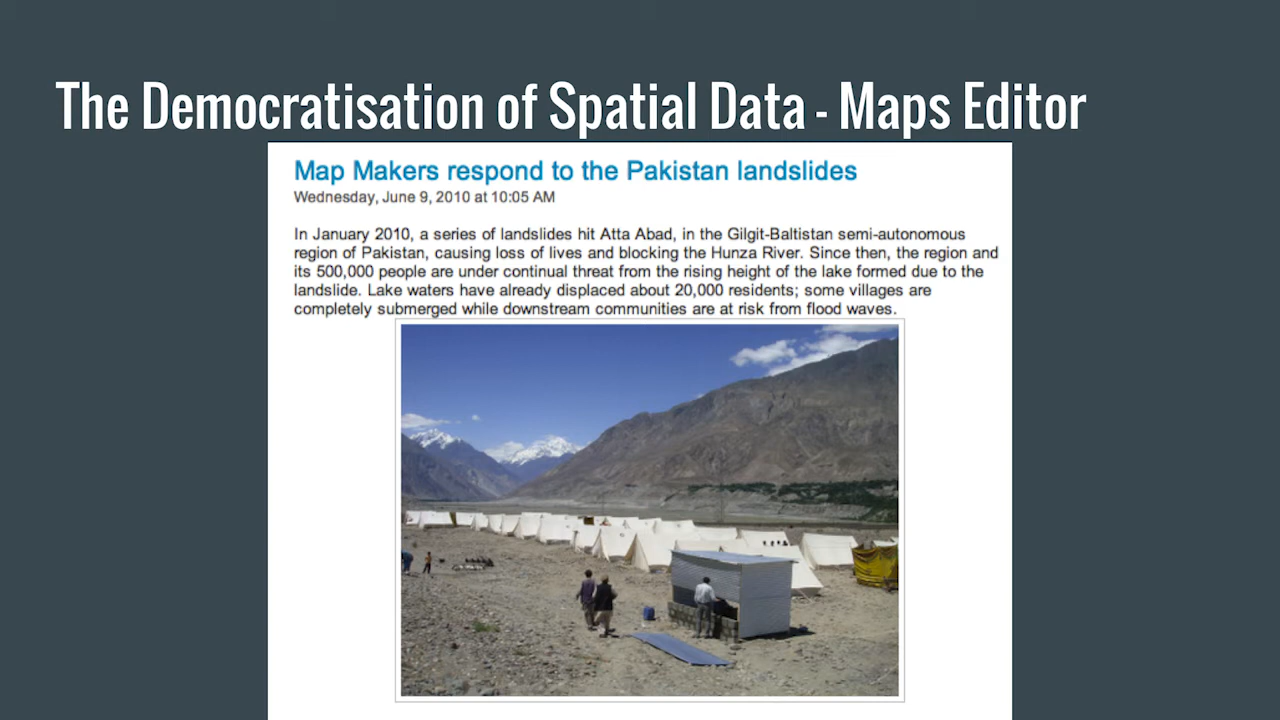 The Democratisation of Spatial Data - Maps Editor
Map Makers respond to the Pakistan landslides
Wednesday, June 9, 2010 at 10:05 AM
In January 2010, a series of landslides hit Atta Abad, in the Gilgit-Baltistan semi-autonomous
region of Pakistan, causing loss of lives and blocking the Hunza River. Since then, the region and
its 500,000 people are under continual threat from the rising height of the lake formed due to the
landslide. Lake waters have already displaced about 20,000 residents; some villages are
completely submerged while downstream communities are at risk from flood waves.